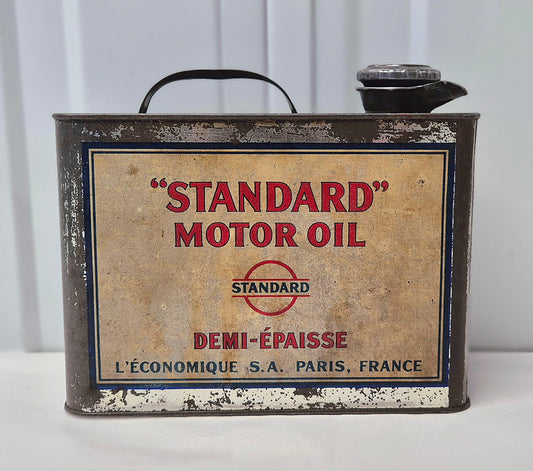 “STANDARD”
MOTOR OIL
STANDARD
DEMI-ÉPAISSE
L'ÉCONOMIQUE S.A. PARIS, FRANCE